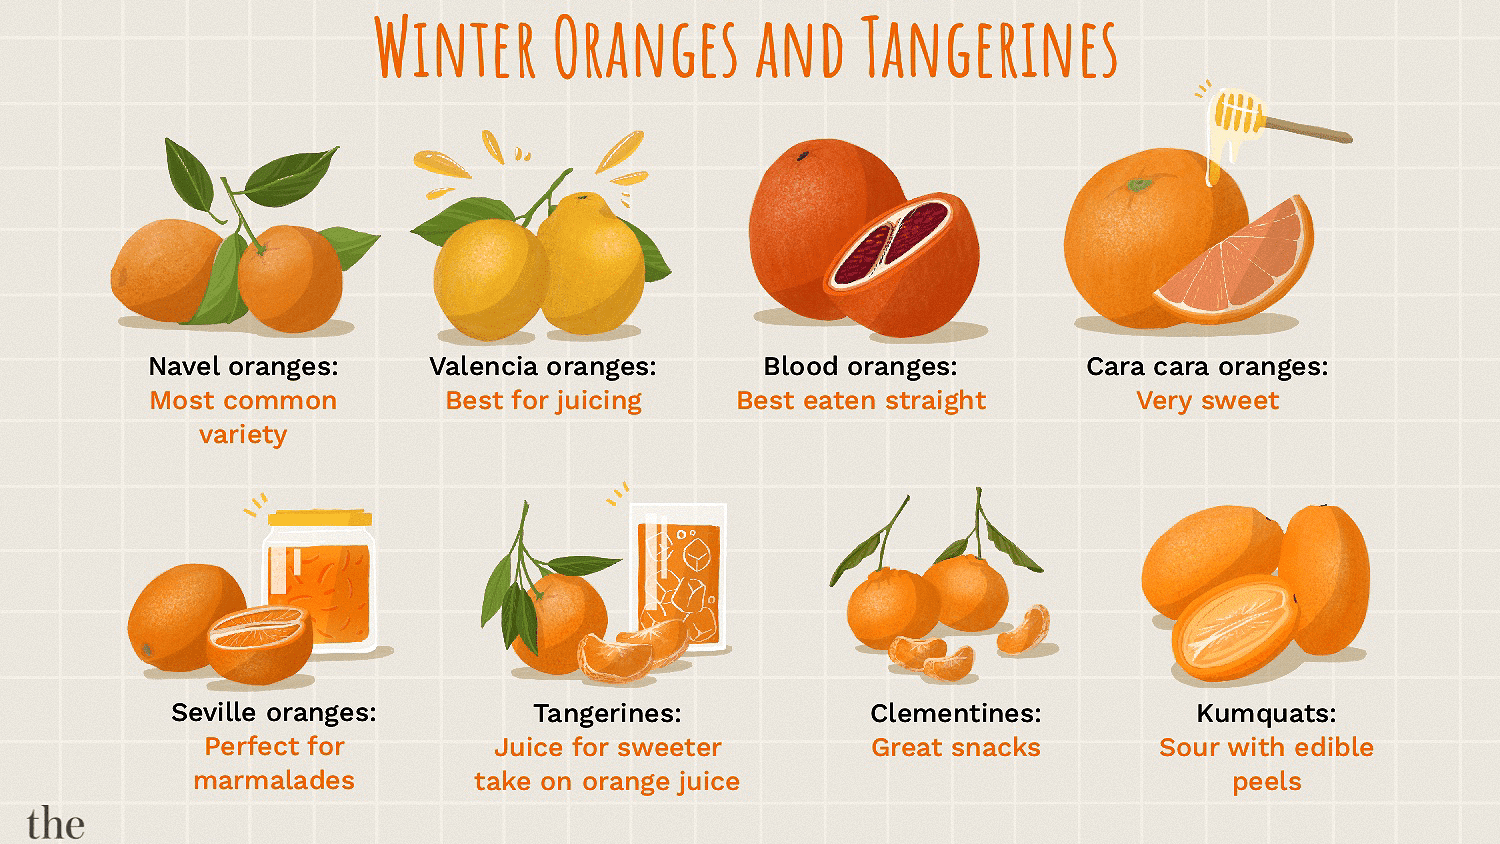 Winter Oranges and Tangerines
Navel oranges:
Most common
variety
Valencia oranges:
Best for juicing
Blood oranges:
Best eaten straight
Cara cara oranges:
Very sweet
Seville oranges:
Perfect for
marmalades
Tangerines:
Juice for sweeter
take on orange juice
Clementines:
Great snacks
Kumquats:
Sour with edible
peels
the